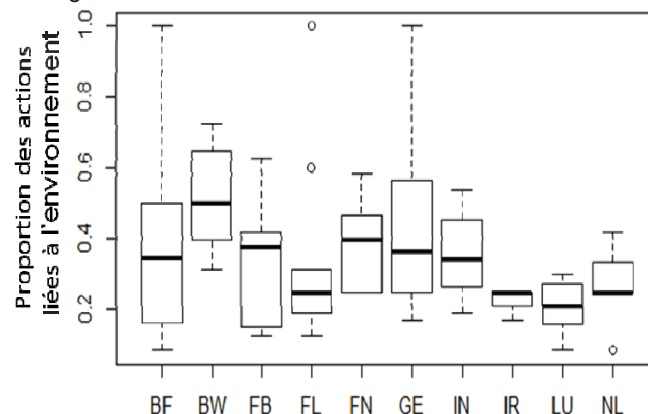 Proportion des actions
liées à l'environnement
1.0
0.8
0.6
0.4
0.2
BF BW FB FL FN GE IN IR LU NL